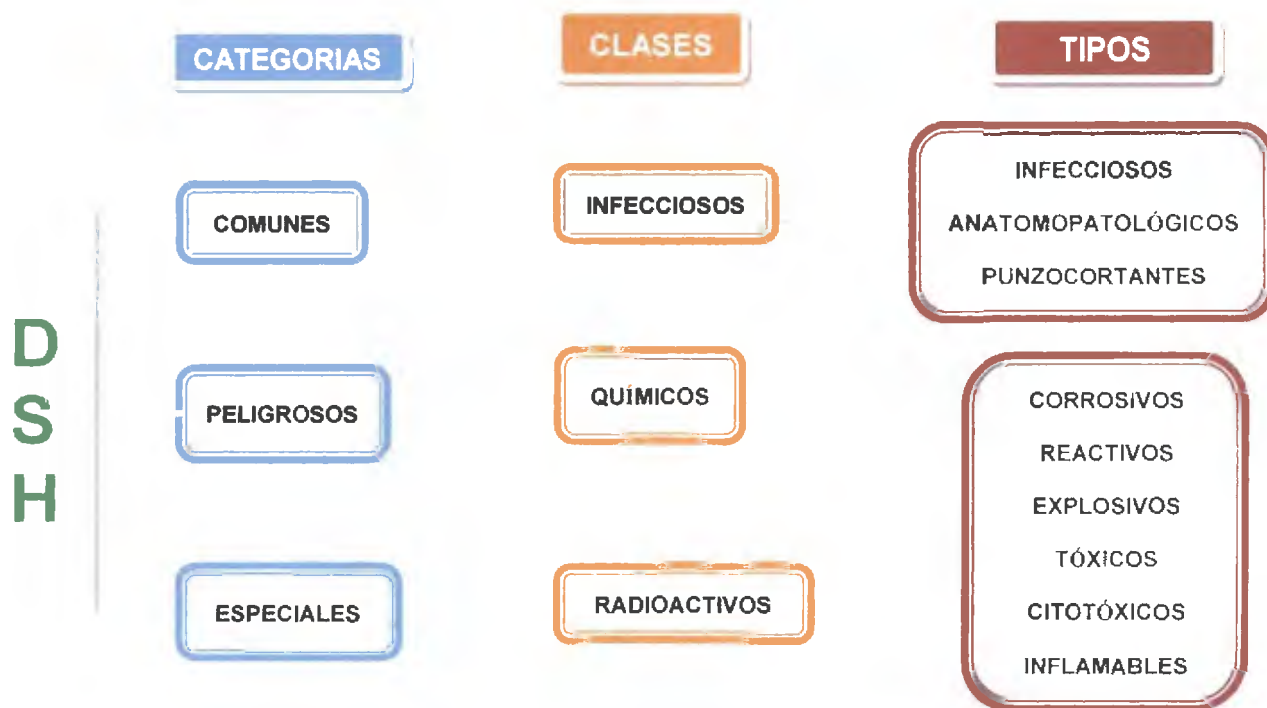 CATEGORIAS
CLASES
TIPOS
D
S
H
COMUNES
PELIGROSOS
ESPECIALES
INFECCIOSOS
QUÍMICOS
RADIOACTIVOS
INFECCIOSOS
ANATOMOPATOLÓGICOS
PUNZOCORTANTES
CORROSIVOS
REACTIVOS
EXPLOSIVOS
TÓXICOS
CITOTÓXICOS
INFLAMABLES